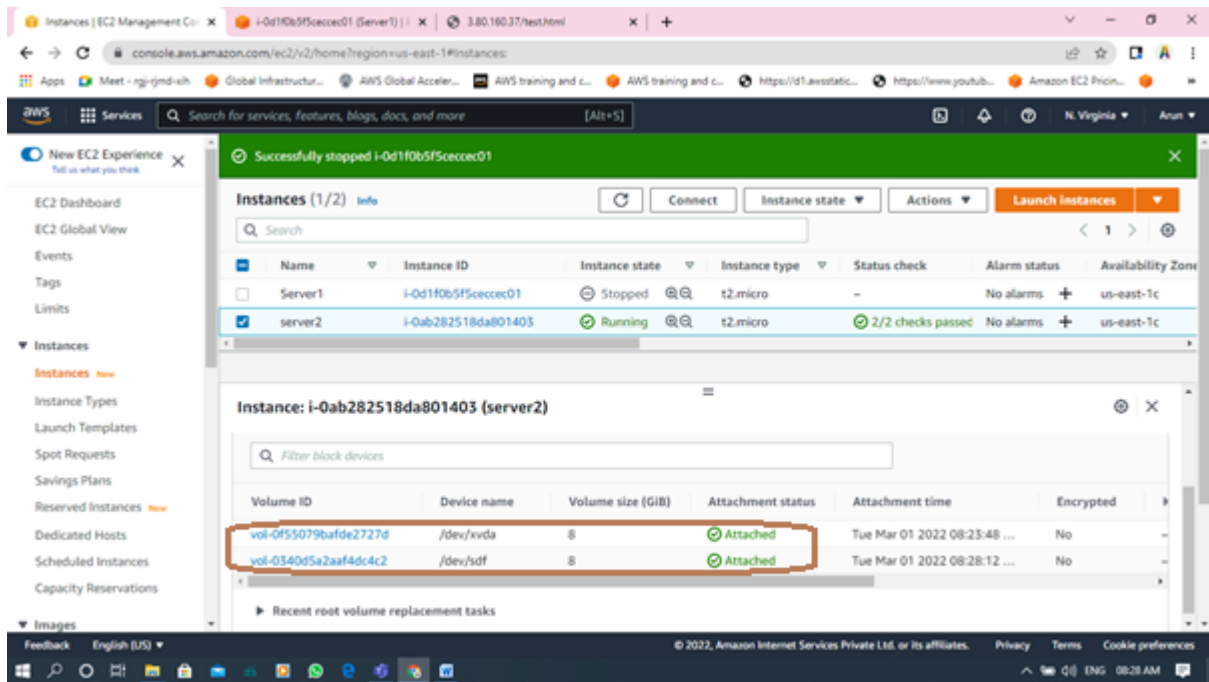 Instances | EC2 Management Con
i-0d1f0b5f5ceccec01 (Server1) | I
3.80.160.37/test.html
console.aws.amazon.com/ec2/v2/home?region=us-east-1#Instances:
Apps
Meet - rgj-rjmd-xih
Global Infrastructur...
AWS Global Acceler...
AWS training and c...
AWS training and c...
https://d1.awsstatic...
https://www.youtub...
Amazon EC2 Pricin...
aws
Services
Search for services, features, blogs, docs, and more
[Alt+S]
N. Virginia
Arun
New EC2 Experience
Tell us what you think
Successfully stopped i-0d1f0b5f5ceccec01
EC2 Dashboard
EC2 Global View
Events
Tags
Limits
Instances
Instances New
Instance Types
Launch Templates
Spot Requests
Savings Plans
Reserved Instances New
Dedicated Hosts
Scheduled Instances
Capacity Reservations
Images
Instances (1/2) Info
Connect
Instance state
Actions
Launch instances
Search
1
Name Instance ID Instance state Instance type Status check Alarm status Availability Zone
Server1 i-0d1f0b5f5ceccec01 Stopped t2.micro – No alarms + us-east-1c
server2 i-0ab282518da801403 Running t2.micro 2/2 checks passed No alarms + us-east-1c
Instance: i-0ab282518da801403 (server2)
Filter block devices
Volume ID Device name Volume size (GiB) Attachment status Attachment time Encrypted
vol-0f55079bafde2727d /dev/xvda 8 Attached Tue Mar 01 2022 08:23:48 ... No –
vol-0340d5a2aaf4dc4c2 /dev/sdf 8 Attached Tue Mar 01 2022 08:28:12 ... No –
Recent root volume replacement tasks
Feedback English (US)
© 2022, Amazon Internet Services Private Ltd. or its affiliates.
Privacy Terms Cookie preferences
ENG 08:28 AM